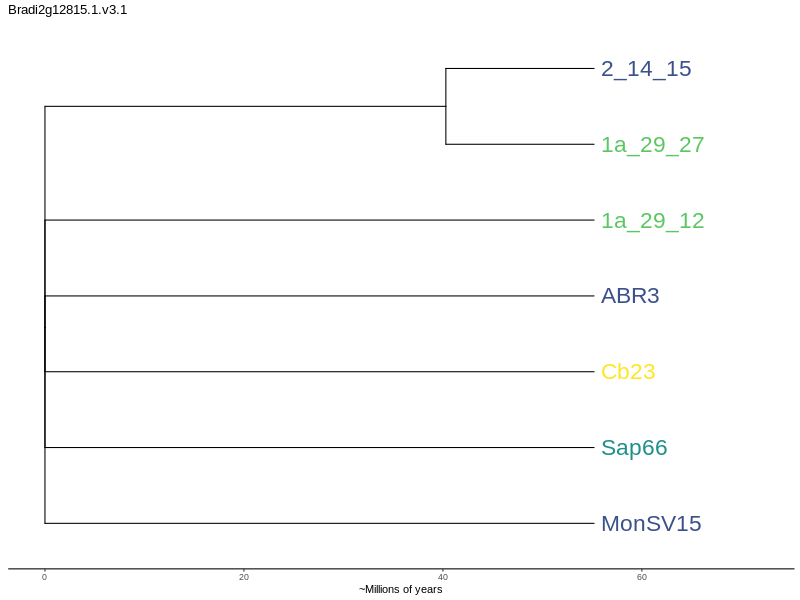 Bradi2g12815.1.v3.1
2_14_15
1a_29_27
1a_29_12
ABR3
Cb23
Sap66
MonSV15
0 20 40 60
~Millions of years